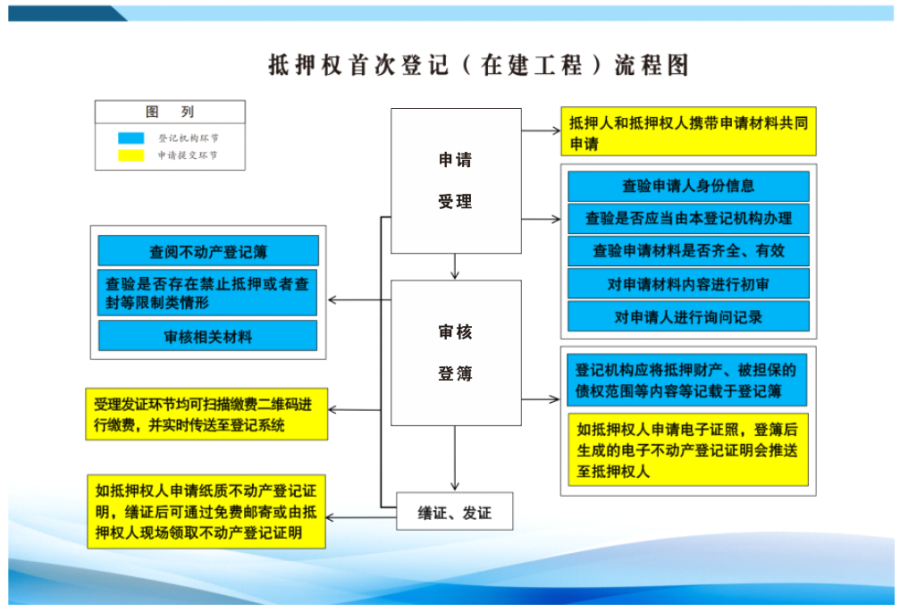 抵押权首次登记（在建工程）流程图
图 列
登记机构环节
申请提交环节
申请
受理
抵押人和抵押权人携带申请材料共同
申请
查验申请人身份信息
查验是否应当由本登记机构办理
查验申请材料是否齐全、有效
对申请材料内容进行初审
对申请人进行询问记录
查阅不动产登记簿
查验是否存在禁止抵押或者查
封等限制类情形
审核相关材料
审核
登簿
登记机构应将抵押财产、被担保的
债权范围等内容等记载于登记簿
如抵押权人申请电子证照，登簿后
生成的电子不动产登记证明会推送
至抵押权人
受理发证环节均可扫描缴费二维码进
行缴费，并实时传送至登记系统
如抵押权人申请纸质不动产登记证
明，缮证后可通过免费邮寄或由抵
押权人现场领取不动产登记证明
缮证、发证